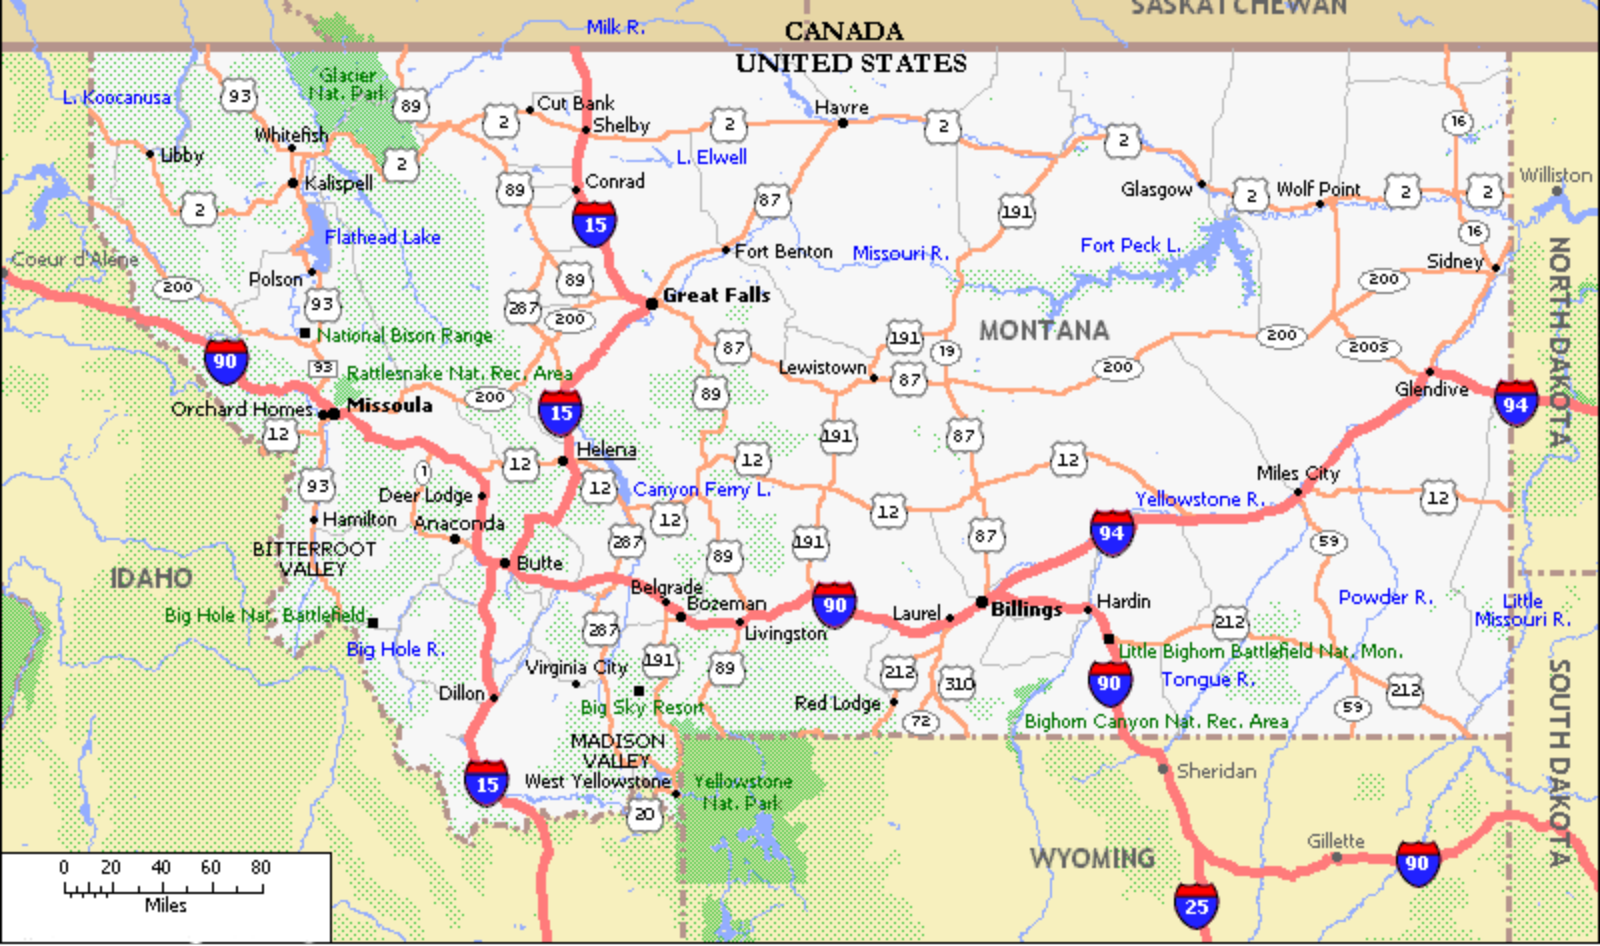 SASKATCHEWAN
Milk R.
CANADA
UNITED STATES
Glacier
Nat. Park
L. Koocanusa
93
89
Cut Bank
Havre
2
Shelby
2
2
16
Whitefish
2
L. Elwell
2
Libby
Kalispell
89
Conrad
87
Glasgow
2
Wolf Point
2
2
Williston
2
15
191
Flathead Lake
Fort Benton
Missouri R.
Fort Peck L.
16
Coeur d'Alene
Sidney
200
Polson
89
200
93
287
Great Falls
200
National Bison Range
191
MONTANA
200
NORTH DAKOTA
90
87
19
200S
93
Rattlesnake Nat. Rec. Area
Lewistown
87
200
Glendive
Orchard Homes
Missoula
200
15
89
94
12
191
87
Helena
12
12
12
Miles City
1
93
12
Canyon Ferry L.
Yellowstone R.
12
Deer Lodge
12
12
Hamilton
Anaconda
94
BITTERROOT
VALLEY
287
191
87
59
IDAHO
Butte
89
Belgrade
Bozeman
90
Laurel
Billings
Hardin
Powder R.
Little
Missouri R.
Big Hole Nat. Battlefield
287
Livingston
212
Big Hole R.
Virginia City
191
89
212
310
Little Bighorn Battlefield Nat. Mon.
90
Tongue R.
212
Dillon
Big Sky Resort
Red Lodge
72
Bighorn Canyon Nat. Rec. Area
59
SOUTH DAKOTA
MADISON
VALLEY
15
West Yellowstone
Yellowstone
Nat. Park
Sheridan
20
Gillette
WYOMING
90
0 20 40 60 80
Miles
25